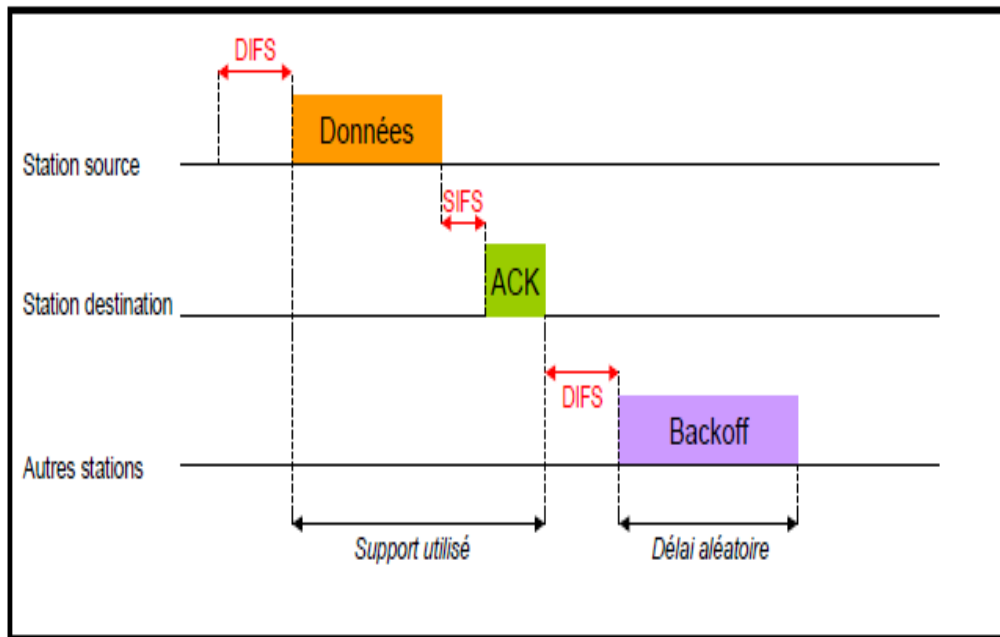 DIFS
Données
Station source
SIFS
ACK
Station destination
DIFS
Backoff
Autres stations
Support utilisé
Délai aléatoire